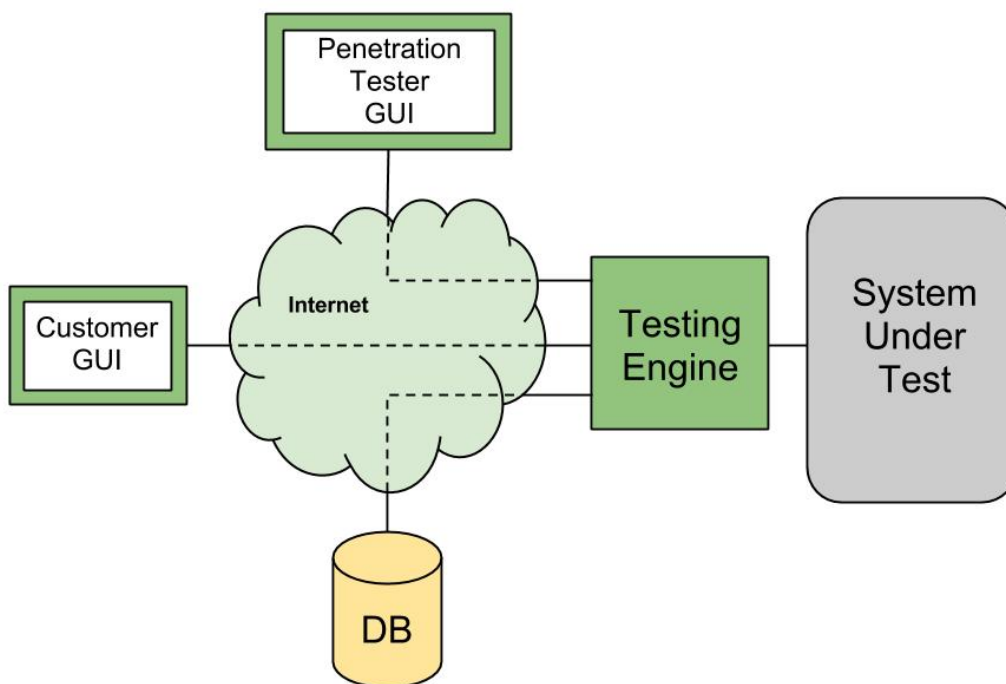 Penetration
Tester
GUI
Internet
Customer
GUI
Testing
Engine
System
Under
Test
DB